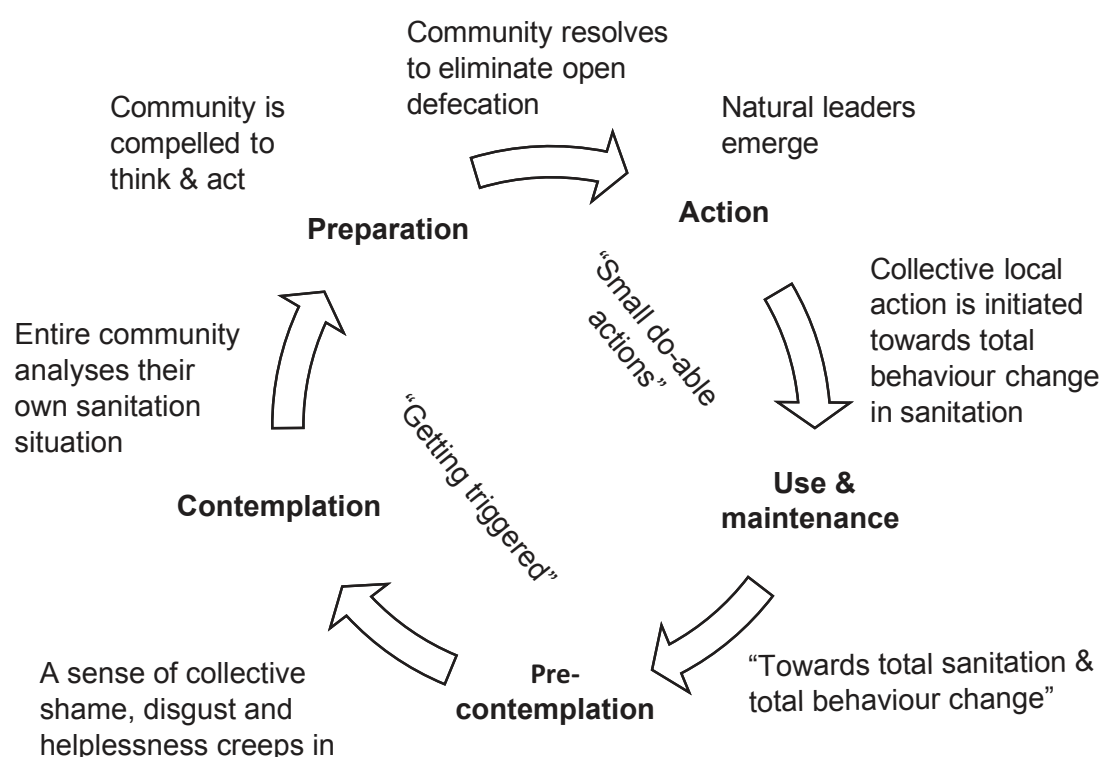 Community resolves
to eliminate open
defecation
Community is
compelled to
think & act
Natural leaders
emerge
Preparation
Action
“Small do-able
actions”
Collective local
action is initiated
towards total
behaviour change
in sanitation
Entire community
analyses their
own sanitation
situation
“Getting triggered”
Contemplation
Use &
maintenance
A sense of collective
shame, disgust and
helplessness creeps in
Pre-
contemplation
“Towards total sanitation &
total behaviour change”